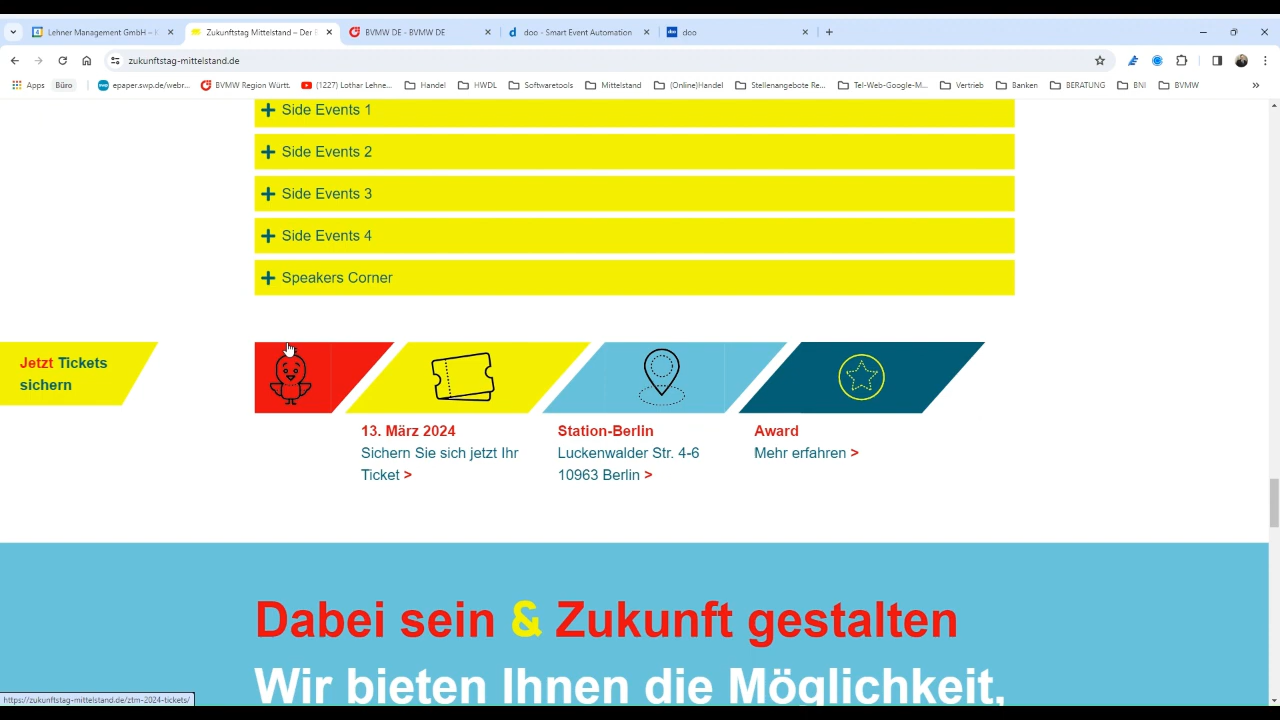 Lehner Management GmbH –
Zukunftstag Mittelstand – Der
BVMW DE - BVMW DE
doo - Smart Event Automation
doo
zukunftstag-mittelstand.de
Apps
Büro
epaper.swp.de/webr...
BVMW Region Württ.
(1227) Lothar Lehne...
Handel
HWDL
Softwaretools
Mittelstand
(Online)Handel
Stellenangebote Re...
Tel-Web-Google-M...
Vertrieb
Banken
BERATUNG
BNI
BVMW
Side Events 1
Side Events 2
Side Events 3
Side Events 4
Speakers Corner
Jetzt Tickets
sichern
13. März 2024
Sichern Sie sich jetzt Ihr
Ticket >
Station-Berlin
Luckenwalder Str. 4-6
10963 Berlin >
Award
Mehr erfahren >
Dabei sein & Zukunft gestalten
Wir bieten Ihnen die Möglichkeit,
https://zukunftstag-mittelstand.de/ztm-2024-tickets/